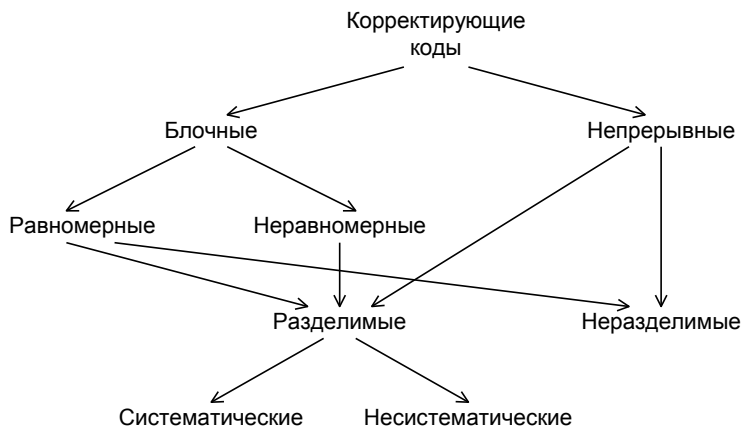 Корректирующие
коды
Блочные
Непрерывные
Равномерные
Неравномерные
Разделимые
Неразделимые
Систематические
Несистематические